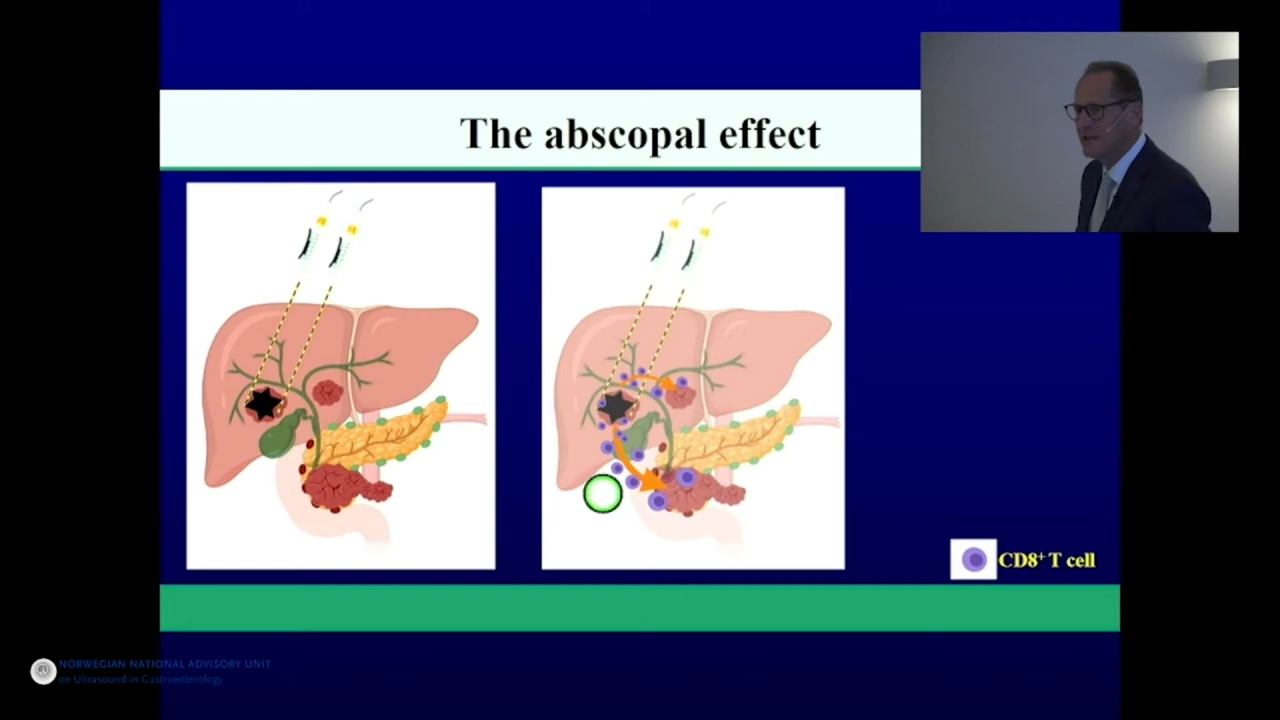 The abscopal effect
CD8⁺ T cell
NORWEGIAN NATIONAL ADVISORY UNIT
on Ultrasound in Gastroenterology